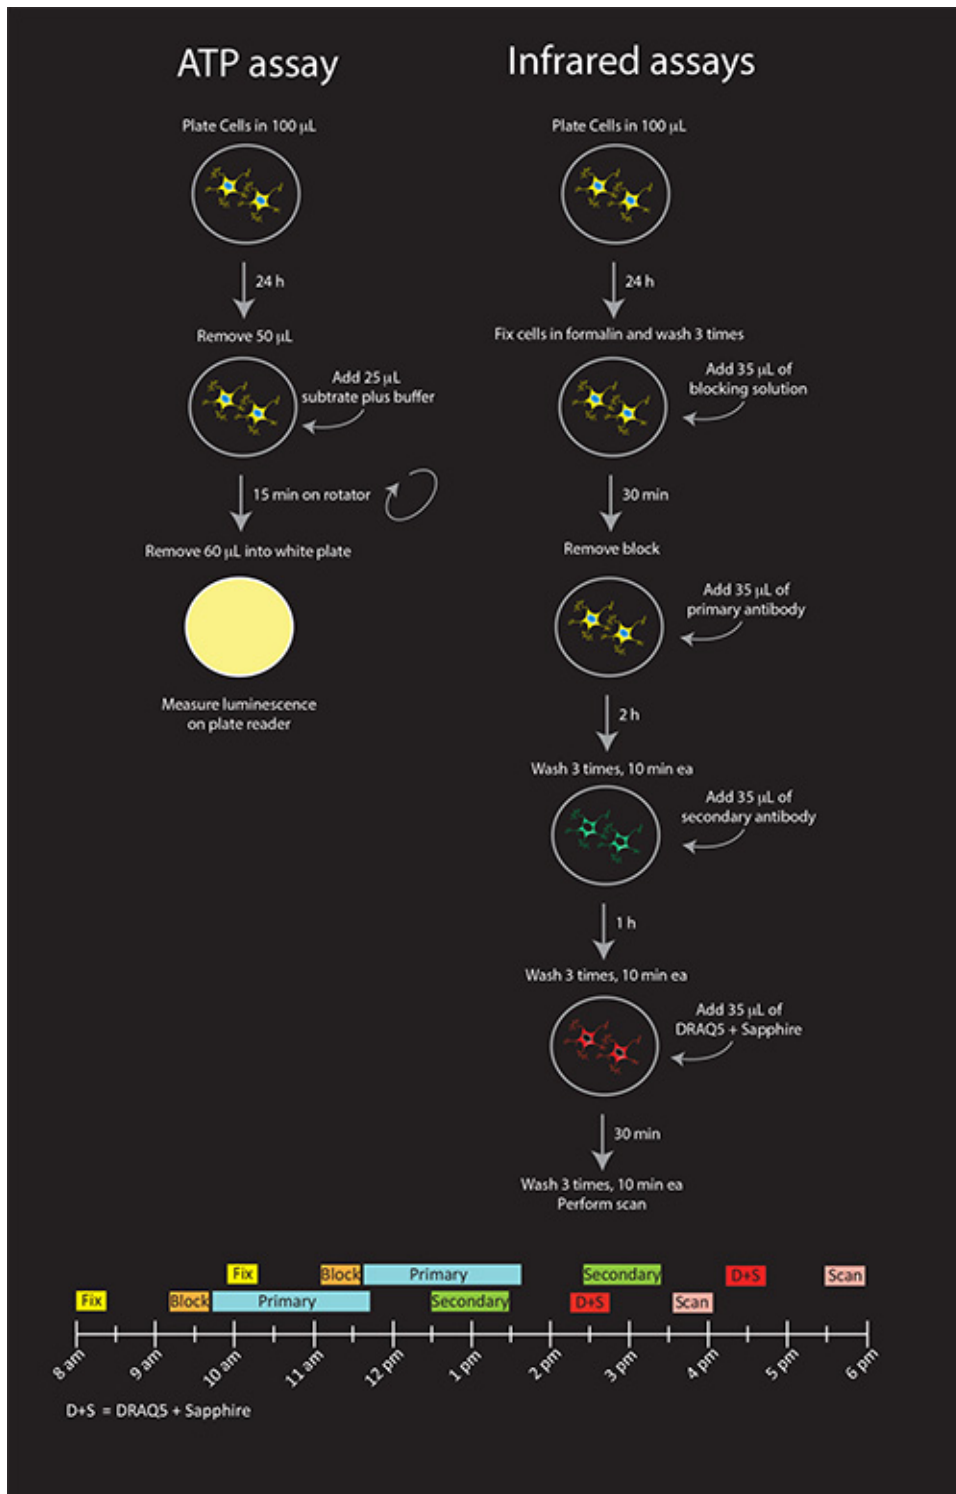 ATP assay
Plate Cells in 100 µL
24 h
Remove 50 µL
Add 25 µL
subtrate plus buffer
15 min on rotator
Remove 60 µL into white plate
Measure luminescence
on plate reader
Infrared assays
Plate Cells in 100 µL
24 h
Fix cells in formalin and wash 3 times
Add 35 µL of
blocking solution
30 min
Remove block
Add 35 µL of
primary antibody
2 h
Wash 3 times, 10 min ea
Add 35 µL of
secondary antibody
1 h
Wash 3 times, 10 min ea
Add 35 µL of
DRAQ5 + Sapphire
30 min
Wash 3 times, 10 min ea
Perform scan
Fix Block Primary Secondary D+S Scan
Fix Block Primary Secondary D+S Scan
8 am 9 am 10 am 11 am 12 pm 1 pm 2 pm 3 pm 4 pm 5 pm 6 pm
D+S = DRAQ5 + Sapphire